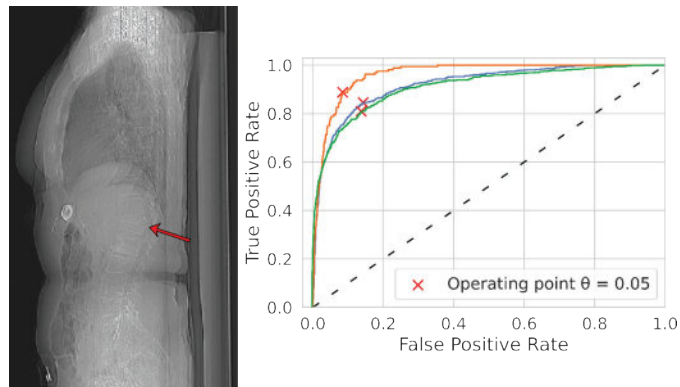 1.0
0.8
0.6
0.4
0.2
0.0
True Positive Rate
Operating point θ = 0.05
0.0 0.2 0.4 0.6 0.8 1.0
False Positive Rate